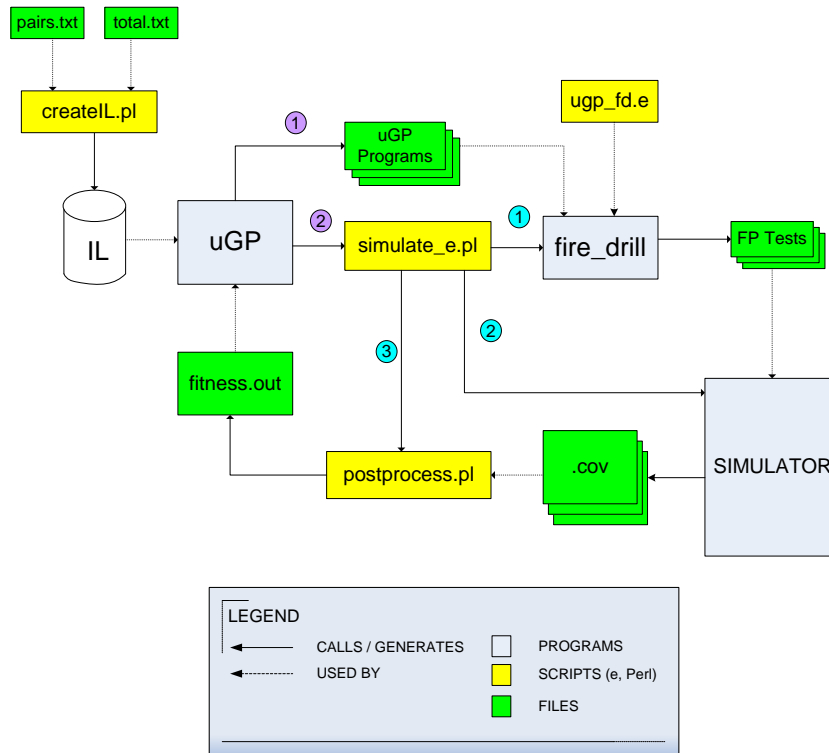 pairs.txt
total.txt
createIL.pl
ugp_fd.e
1
uGP
Programs
IL
uGP
2
simulate_e.pl
1
fire_drill
FP Tests
3
2
fitness.out
postprocess.pl
.cov
SIMULATOR
LEGEND
CALLS / GENERATES
PROGRAMS
USED BY
SCRIPTS (e, Perl)
FILES